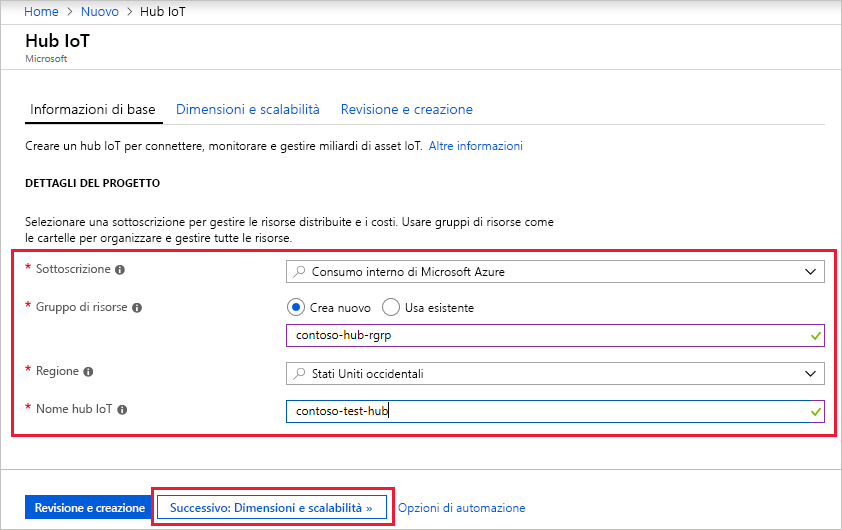 Home > Nuovo > Hub IoT
Hub IoT
Microsoft
Informazioni di base Dimensioni e scalabilità Revisione e creazione
Creare un hub IoT per connettere, monitorare e gestire miliardi di asset IoT. Altre informazioni
DETTAGLI DEL PROGETTO
Selezionare una sottoscrizione per gestire le risorse distribuite e i costi. Usare gruppi di risorse come
le cartelle per organizzare e gestire tutte le risorse.
* Sottoscrizione Consumo interno di Microsoft Azure
* Gruppo di risorse Crea nuovo Usa esistente
contoso-hub-rgrp
* Regione Stati Uniti occidentali
* Nome hub IoT contoso-test-hub
Revisione e creazione Successivo: Dimensioni e scalabilità » Opzioni di automazione